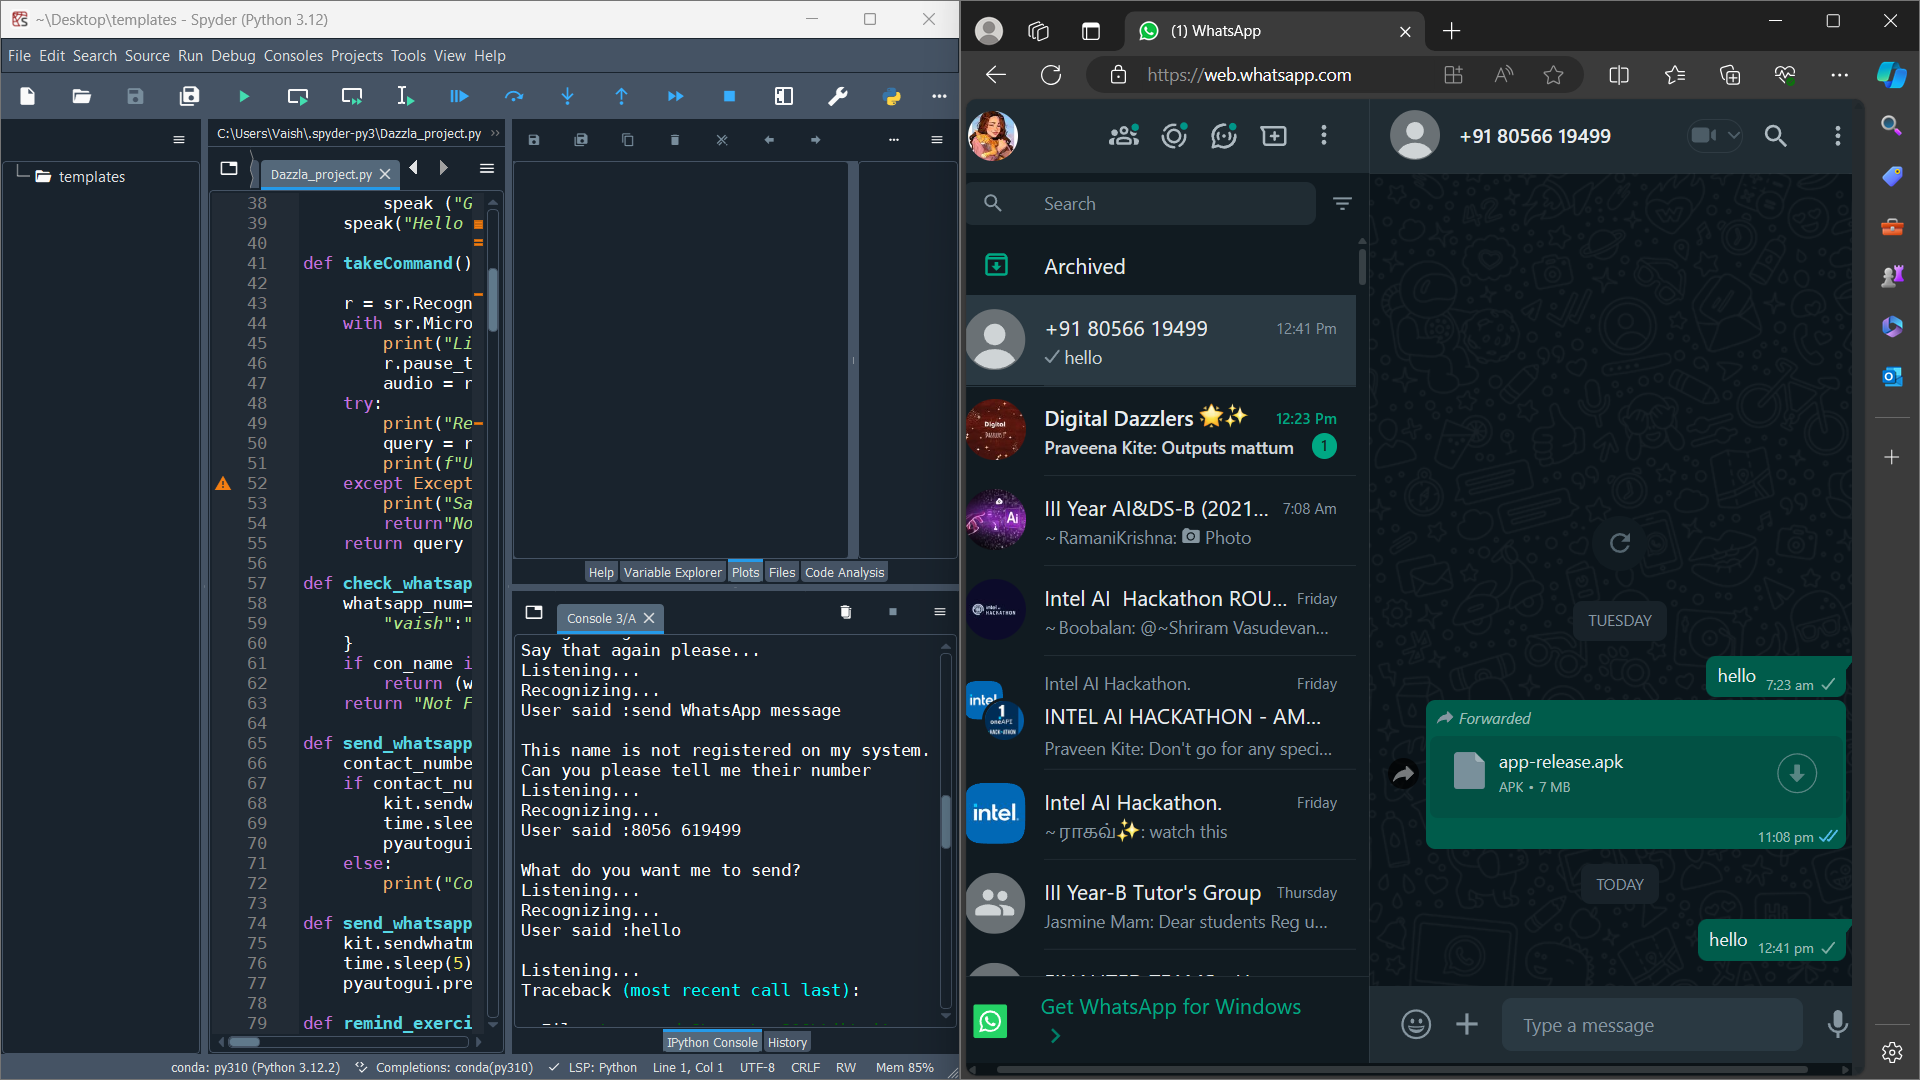 ~\Desktop\templates - Spyder (Python 3.12)
File Edit Search Source Run Debug Consoles Projects Tools View Help
C:\Users\Vaish\.spyder-py3\Dazzla_project.py
templates
Dazzla_project.py
38 speak ("G
39 speak("Hello
40
41 def takeCommand()
42
43 r = sr.Recogn
44 with sr.Micro
45 print("Li
46 r.pause_t
47 audio = r
48 try:
49 print("Re
50 query = r
51 print(f"U
52 except Except
53 print("Sa
54 return"No
55 return query
56
57 def check_whatsap
58 whatsapp_num=
59 "vaish":"
60 }
61 if con_name i
62 return (w
63 return "Not F
64
65 def send_whatsapp
66 contact_numbe
67 if contact_nu
68 kit.sendw
69 time.slee
70 pyautogui
71 else:
72 print("Co
73
74 def send_whatsapp
75 kit.sendwhatm
76 time.sleep(5)
77 pyautogui.pre
78
79 def remind_exerci
Help Variable Explorer Plots Files Code Analysis
Console 3/A
Say that again please...
Listening...
Recognizing...
User said :send WhatsApp message
This name is not registered on my system.
Can you please tell me their number
Listening...
Recognizing...
User said :8056 619499
What do you want me to send?
Listening...
Recognizing...
User said :hello
Listening...
Traceback (most recent call last):
IPython Console History
conda: py310 (Python 3.12.2) Completions: conda(py310) LSP: Python Line 1, Col 1 UTF-8 CRLF RW Mem 85%
(1) WhatsApp
https://web.whatsapp.com
+91 80566 19499
Search
Archived
+91 80566 19499 12:41 Pm
hello
Digital Dazzlers 🌟✨ 12:23 Pm
Praveena Kite: Outputs mattum 1
III Year AI&DS-B (2021... 7:08 Am
~RamaniKrishna: Photo
Intel AI Hackathon ROU... Friday
~Boobalan: @~Shriram Vasudevan...
Intel AI Hackathon. Friday
INTEL AI HACKATHON - AM...
Praveen Kite: Don't go for any speci...
Intel AI Hackathon. Friday
~ராகவ்✨: watch this
III Year-B Tutor's Group Thursday
Jasmine Mam: Dear students Reg u...
Get WhatsApp for Windows
TUESDAY
hello 7:23 am
Forwarded
app-release.apk
APK • 7 MB
11:08 pm
TODAY
hello 12:41 pm
Type a message
Digital
Ai
intel
1
oneAPI
intel.